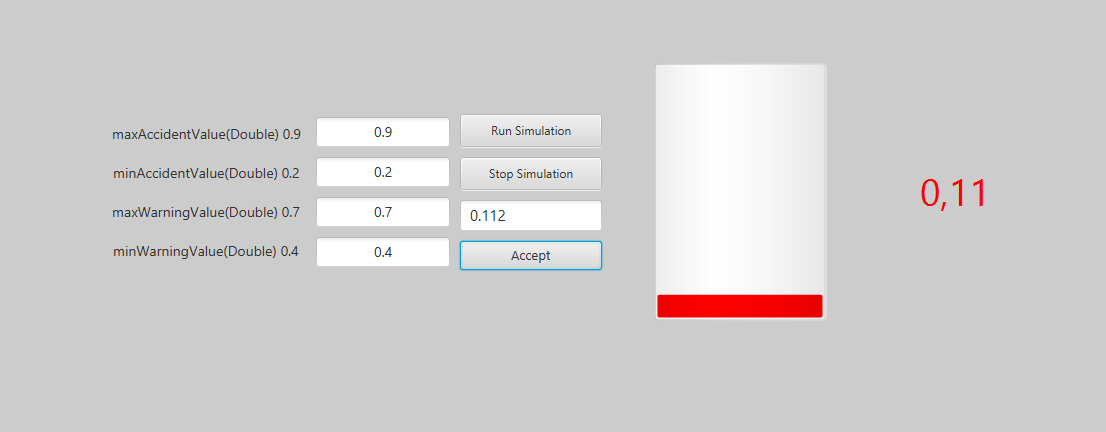 maxAccidentValue(Double) 0.9
0.9
Run Simulation
minAccidentValue(Double) 0.2
0.2
Stop Simulation
maxWarningValue(Double) 0.7
0.7
0.112
minWarningValue(Double) 0.4
0.4
Accept
0,11